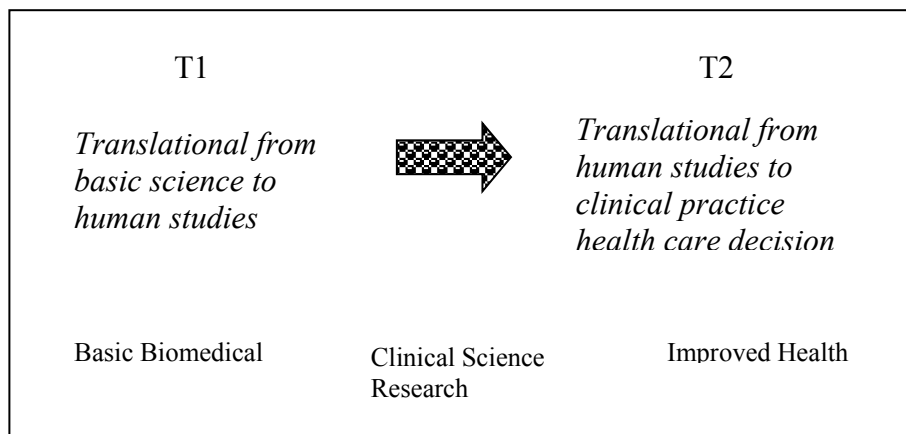 T1
Translational from
basic science to
human studies
T2
Translational from
human studies to
clinical practice
health care decision
Basic Biomedical
Clinical Science
Research
Improved Health